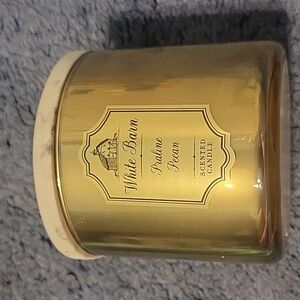 White Barn
Praline
Pecan
SCENTED
CANDLE